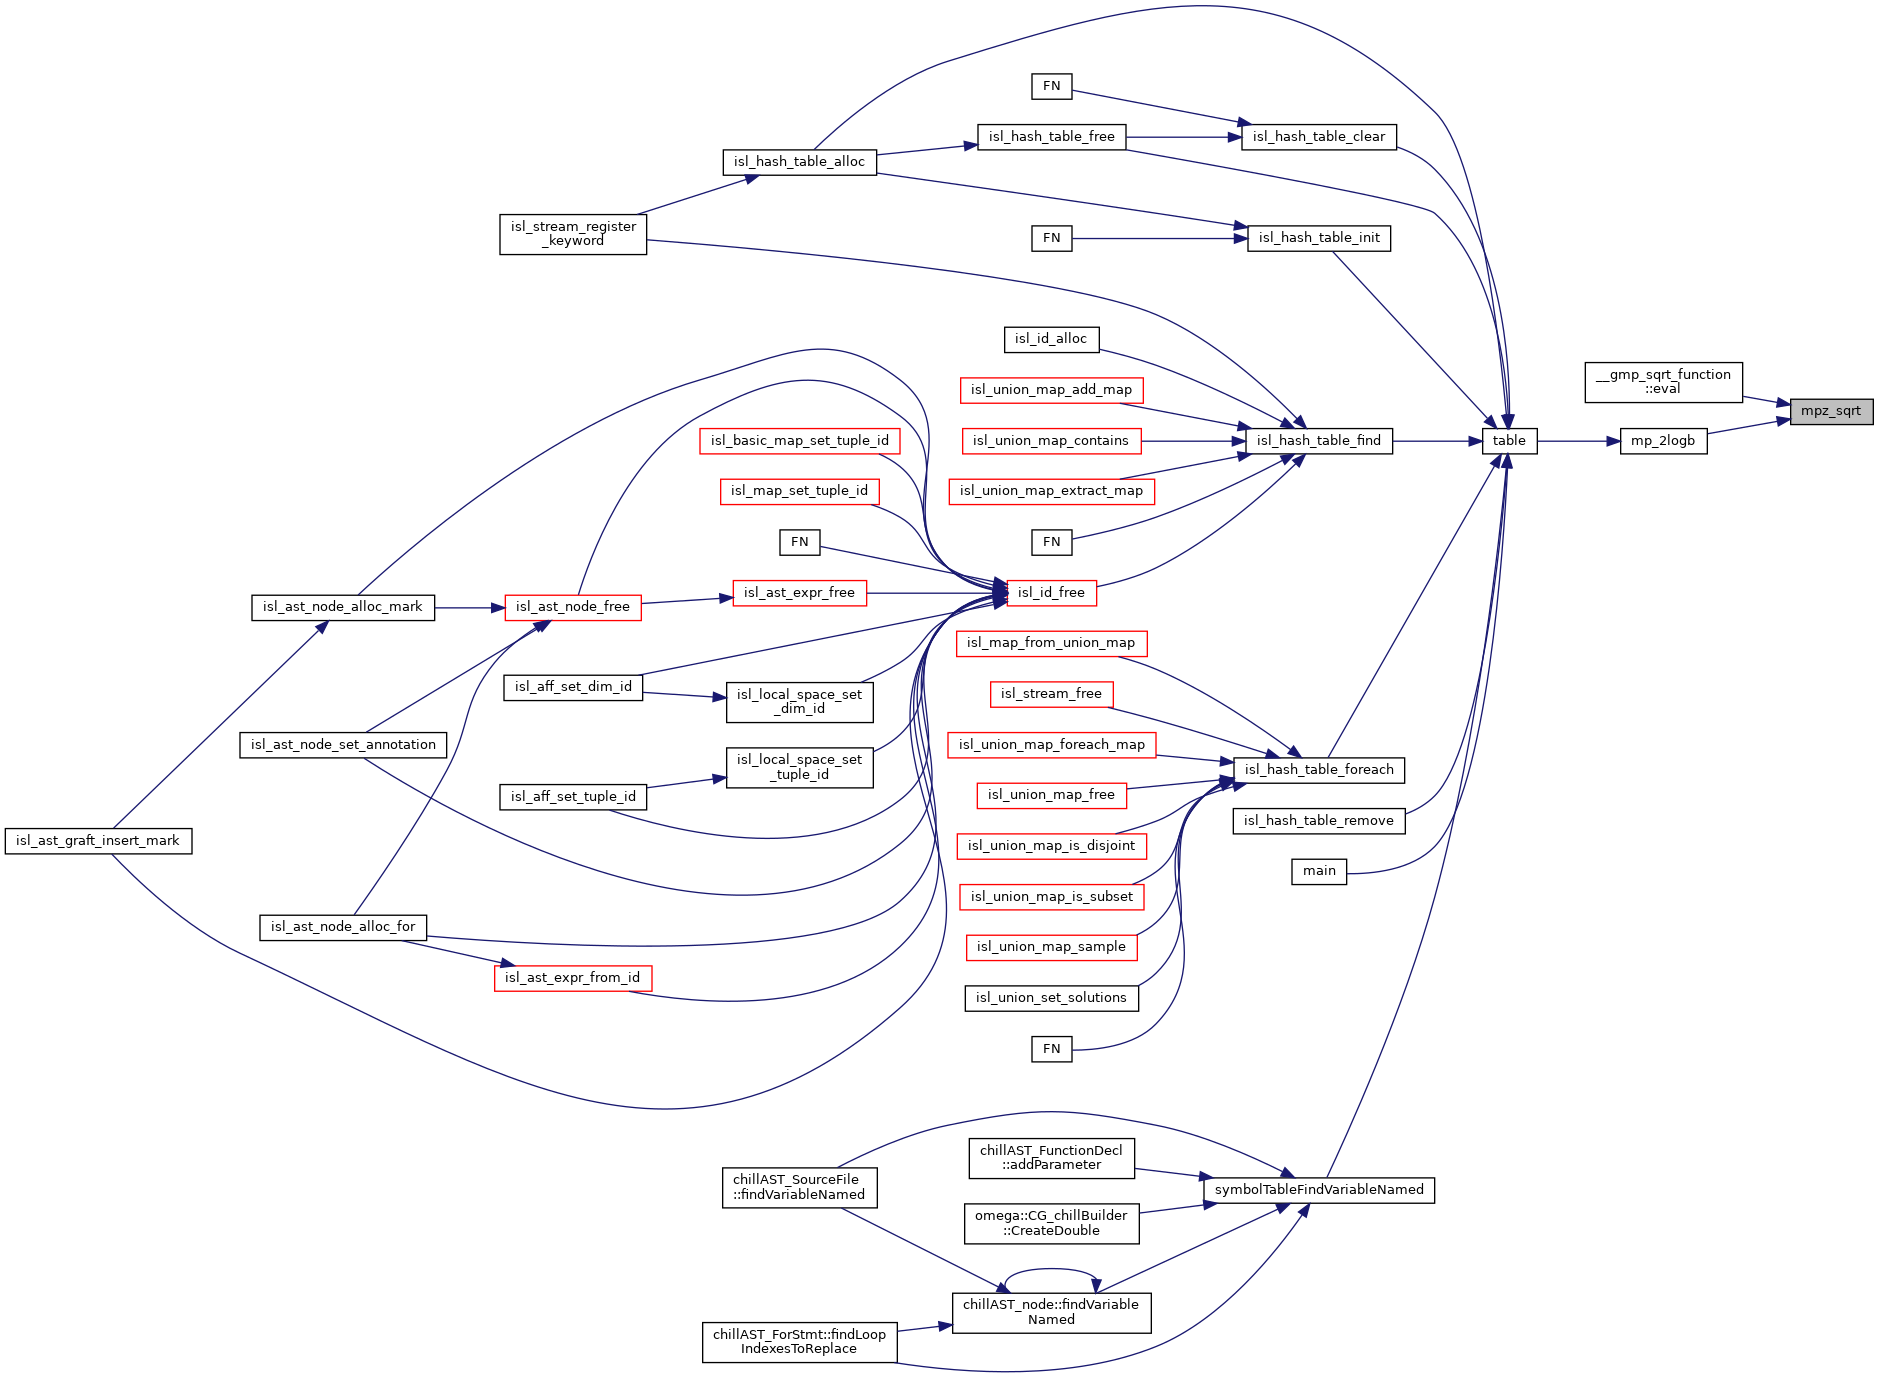 FN
isl_hash_table_clear
isl_hash_table_free
isl_hash_table_alloc
isl_stream_register
_keyword
FN
isl_hash_table_init
isl_id_alloc
isl_union_map_add_map
__gmp_sqrt_function
::eval
mpz_sqrt
isl_basic_map_set_tuple_id
isl_union_map_contains
isl_hash_table_find
table
mp_2logb
isl_map_set_tuple_id
isl_union_map_extract_map
FN
FN
isl_ast_node_alloc_mark
isl_ast_node_free
isl_ast_expr_free
isl_id_free
isl_map_from_union_map
isl_aff_set_dim_id
isl_local_space_set
_dim_id
isl_stream_free
isl_ast_node_set_annotation
isl_union_map_foreach_map
isl_local_space_set
_tuple_id
isl_hash_table_foreach
isl_aff_set_tuple_id
isl_union_map_free
isl_hash_table_remove
isl_ast_graft_insert_mark
isl_union_map_is_disjoint
main
isl_union_map_is_subset
isl_ast_node_alloc_for
isl_union_map_sample
isl_ast_expr_from_id
isl_union_set_solutions
FN
chillAST_FunctionDecl
::addParameter
chillAST_SourceFile
::findVariableNamed
symbolTableFindVariableNamed
omega::CG_chillBuilder
::CreateDouble
chillAST_node::findVariable
Named
chillAST_ForStmt::findLoop
IndexesToReplace